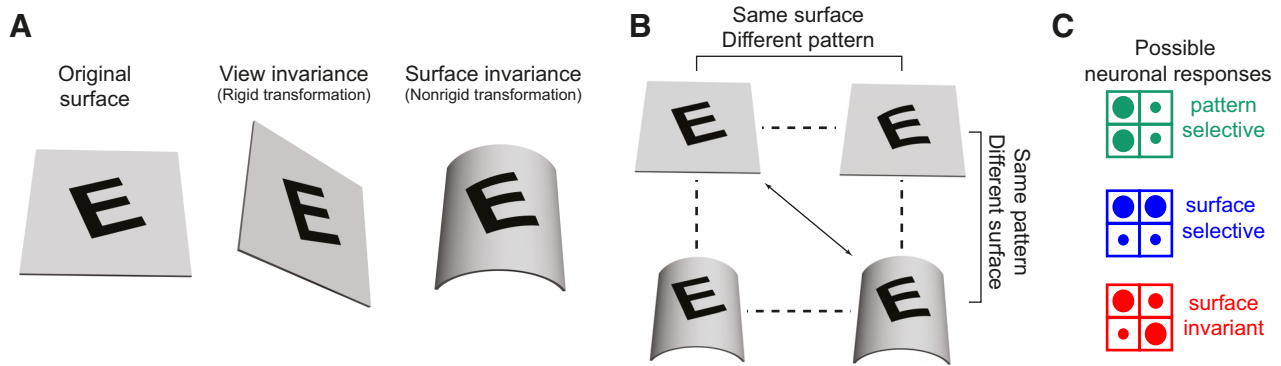 A
Original
surface
View invariance
(Rigid transformation)
Surface invariance
(Nonrigid transformation)
E
E
E
B
Same surface
Different pattern
E
E
E
E
Same pattern
Different surface
C
Possible
neuronal responses
pattern
selective
surface
selective
surface
invariant